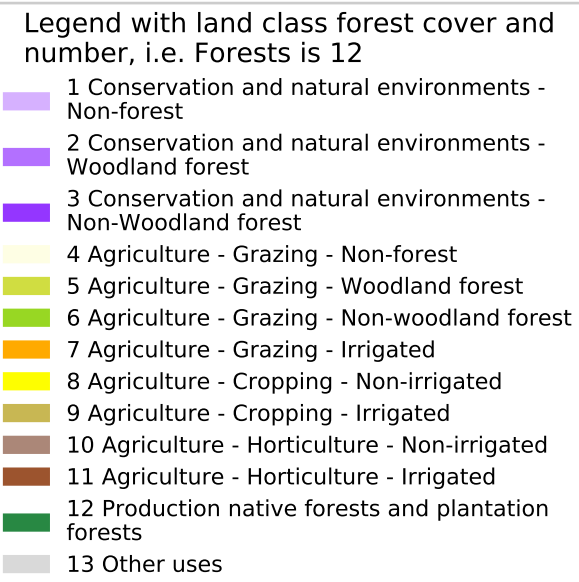 Legend with land class forest cover and
number, i.e. Forests is 12
1 Conservation and natural environments -
Non-forest
2 Conservation and natural environments -
Woodland forest
3 Conservation and natural environments -
Non-Woodland forest
4 Agriculture - Grazing - Non-forest
5 Agriculture - Grazing - Woodland forest
6 Agriculture - Grazing - Non-woodland forest
7 Agriculture - Grazing - Irrigated
8 Agriculture - Cropping - Non-irrigated
9 Agriculture - Cropping - Irrigated
10 Agriculture - Horticulture - Non-irrigated
11 Agriculture - Horticulture - Irrigated
12 Production native forests and plantation
forests
13 Other uses